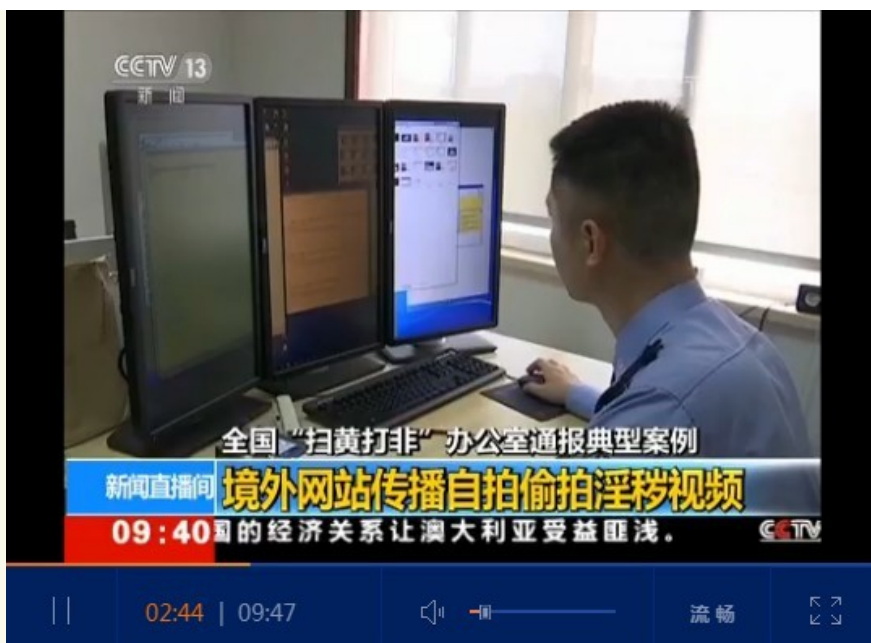 CCTV 13
新闻
全国“扫黄打非”办公室通报典型案例
新闻直播间
境外网站传播自拍偷拍淫秽视频
09:40
国的经济关系让澳大利亚受益匪浅。
CCTV
02:44 | 09:47
流畅